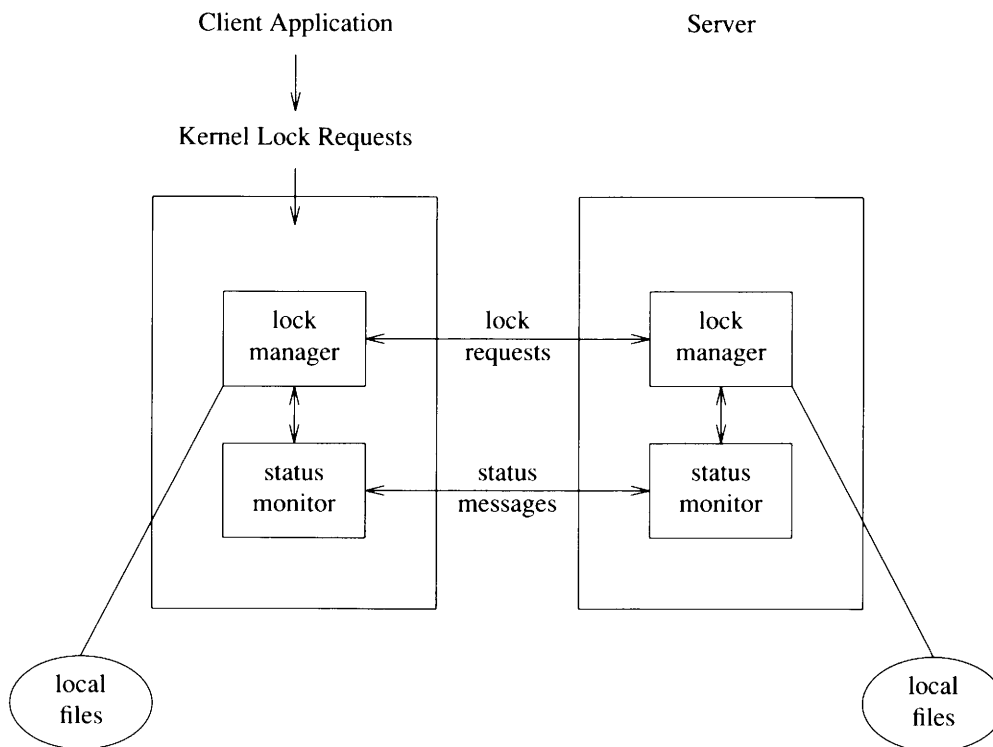 Client Application
Server
Kernel Lock Requests
lock
manager
lock
requests
lock
manager
status
monitor
status
messages
status
monitor
local
files
local
files